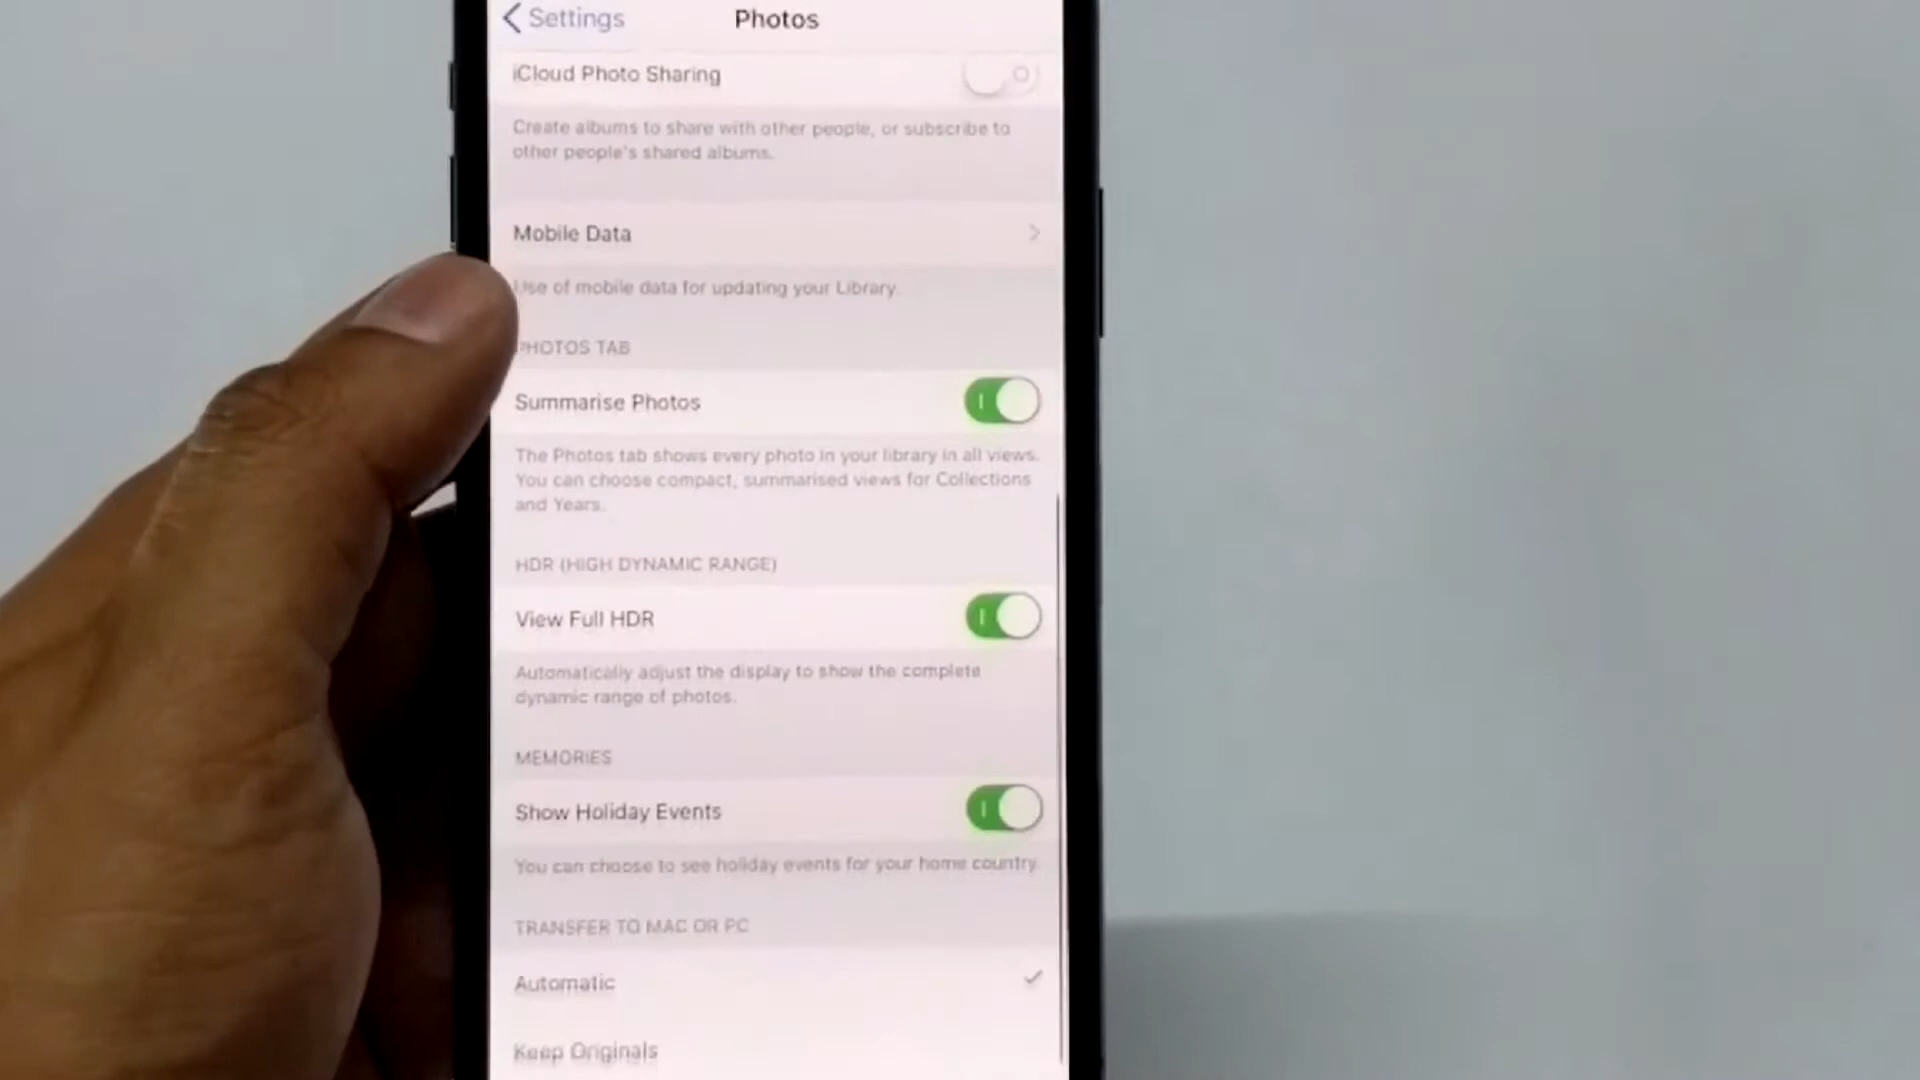 Settings
Photos
iCloud Photo Sharing
Create albums to share with other people, or subscribe to
other people's shared albums.
Mobile Data
Use of mobile data for updating your Library.
PHOTOS TAB
Summarise Photos
The Photos tab shows every photo in your library in all views.
You can choose compact, summarised views for Collections
and Years.
HDR (HIGH DYNAMIC RANGE)
View Full HDR
Automatically adjust the display to show the complete
dynamic range of photos.
MEMORIES
Show Holiday Events
You can choose to see holiday events for your home country.
TRANSFER TO MAC OR PC
Automatic
Keep Originals